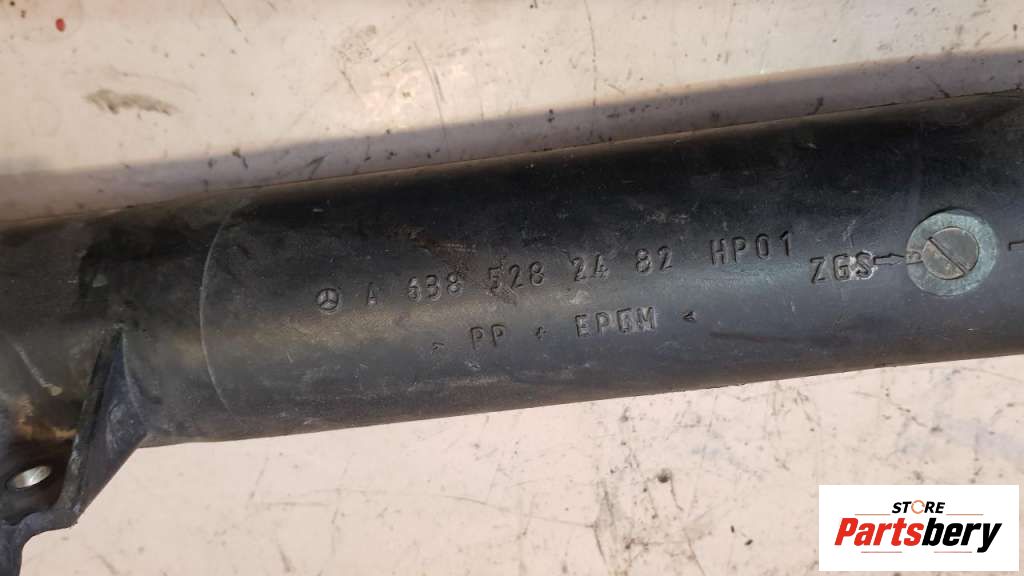 A 638 528 24 82 HP01
ZGS
> PP + EPDM <
STORE
Partsbery